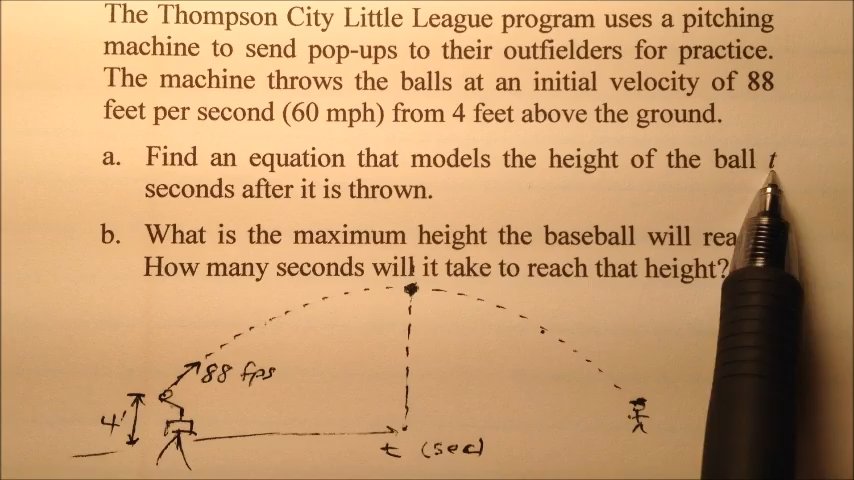 The Thompson City Little League program uses a pitching
machine to send pop-ups to their outfielders for practice.
The machine throws the balls at an initial velocity of 88
feet per second (60 mph) from 4 feet above the ground.
a. Find an equation that models the height of the ball t
seconds after it is thrown.
b. What is the maximum height the baseball will rea
How many seconds will it take to reach that height?
88 fps
4'
t (sec)